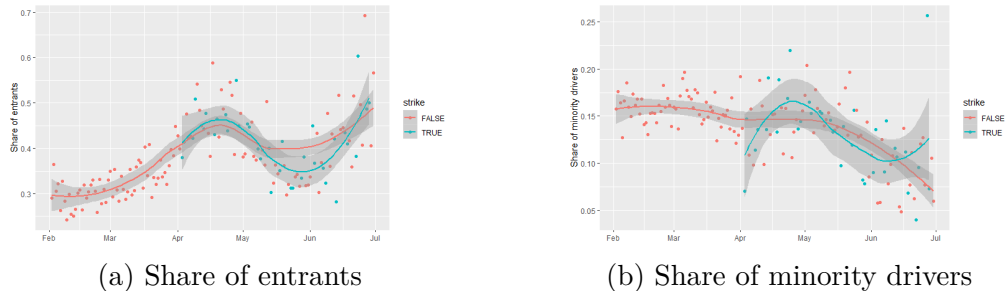 0.7
0.6
0.5
0.4
0.3
Share of entrants
Feb Mar Apr May Jun Jul
strike
FALSE
TRUE
(a) Share of entrants
0.25
0.20
0.15
0.10
0.05
Share of minority drivers
Feb Mar Apr May Jun Jul
strike
FALSE
TRUE
(b) Share of minority drivers